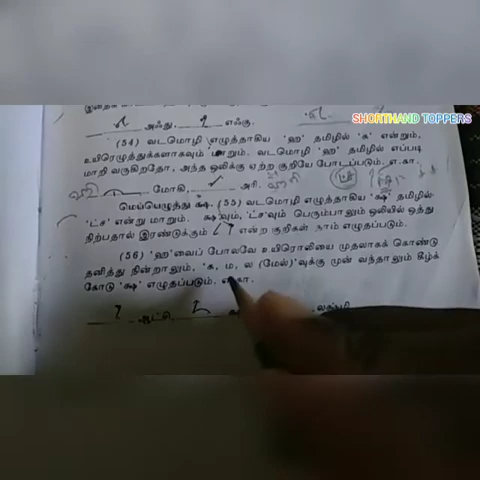 SHORTHAND TOPPERS
அஃது, எஃகு.
(54) வடமொழி எழுத்தாகிய 'ஹ' தமிழில் 'க' என்றும்,
உயிரெழுத்துக்களாகவும் மாறும். வடமொழி 'ஹ' தமிழில் எப்படி
மாறி வருகிறதோ, அந்த ஒலிக்கு ஏற்ற குறியே போடப்படும். எ.கா.
மோகி, அரி.
மெய்யெழுத்து க்ஷ. (55) வடமொழி எழுத்தாகிய 'க்ஷ' தமிழில்
'ட்ச' என்று மாறும். க்ஷவும், 'ட்ச'வும் பெரும்பாலும் ஒலியில் ஒத்து
நிற்பதால் இரண்டுக்கும் என்ற குறிகள் நாம் எழுதப்படும்.
(56) 'ஹ'வைப் போலவே உயிரொலியை முதலாகக் கொண்டு
தனித்து நின்றாலும், 'க, ம, ல (மேல்)'வுக்கு முன் வந்தாலும் கீழ்க்
கோடு 'க்ஷ' எழுதப்படும். எ.கா.
ஆட்சி,